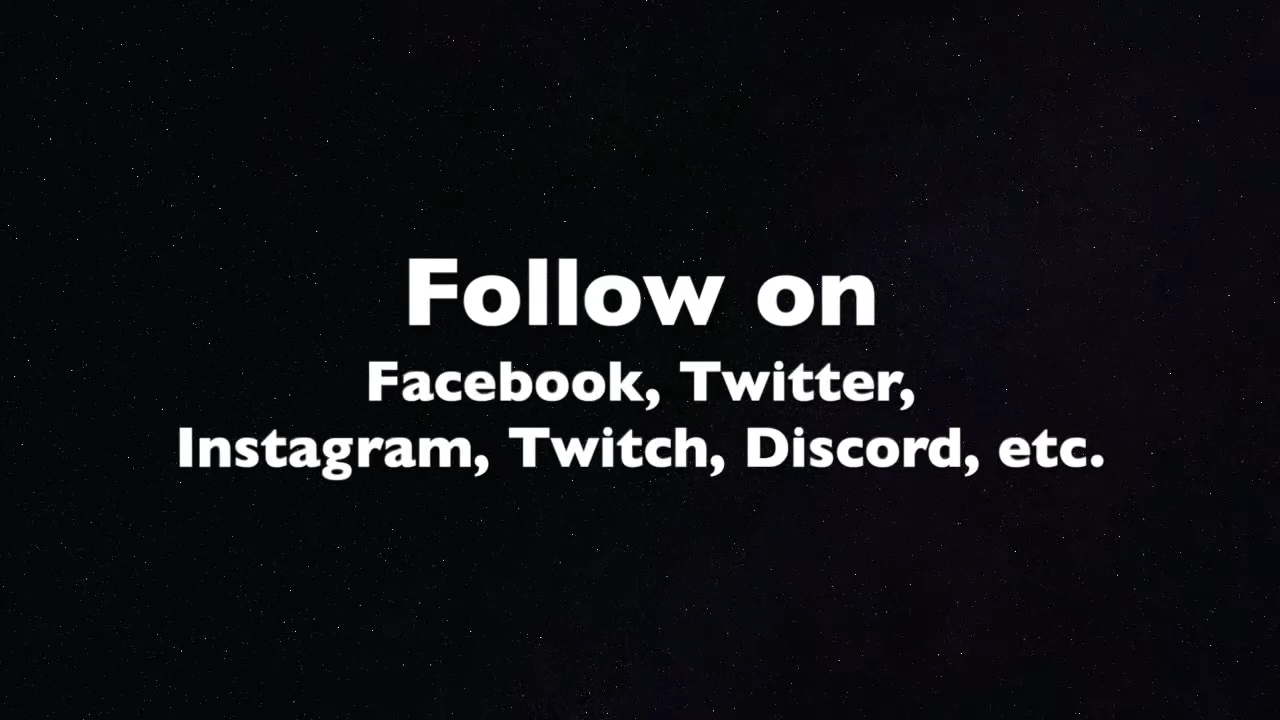 Follow on
Facebook, Twitter,
Instagram, Twitch, Discord, etc.